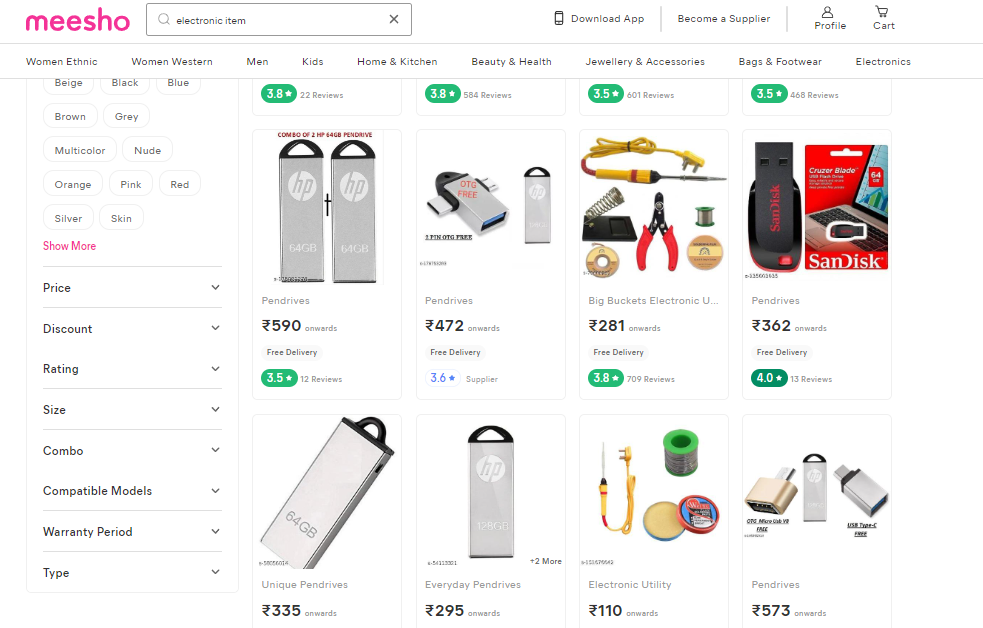 meesho
electronic item
Download App
Become a Supplier
Profile
Cart
Women Ethnic
Women Western
Men
Kids
Home & Kitchen
Beauty & Health
Jewellery & Accessories
Bags & Footwear
Electronics
Beige
Black
Blue
Brown
Grey
Multicolor
Nude
Orange
Pink
Red
Silver
Skin
Show More
Price
Discount
Rating
Size
Combo
Compatible Models
Warranty Period
Type
3.8 ★ 22 Reviews
3.8 ★ 584 Reviews
3.5 ★ 601 Reviews
3.5 ★ 468 Reviews
COMBO OF 2 HP 64GB PENDRIVE
hp
+
hp
64GB
64GB
Pendrives
₹590 onwards
Free Delivery
3.5 ★ 12 Reviews
OTG
FREE
hp
Pendrives
₹472 onwards
Free Delivery
3.6 ★ Supplier
Big Buckets Electronic U...
₹281 onwards
Free Delivery
3.8 ★ 709 Reviews
SanDisk
Cruzer Blade
USB Flash Drive
64
GB
SanDisk
Pendrives
₹362 onwards
Free Delivery
4.0 ★ 13 Reviews
64GB
Unique Pendrives
₹335 onwards
hp
128GB
+2 More
Everyday Pendrives
₹295 onwards
Electronic Utility
₹110 onwards
OTG Micro Usb V8
FREE
USB Type-C
FREE
Pendrives
₹573 onwards